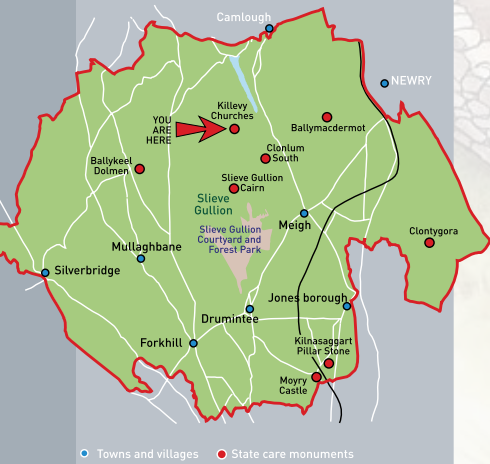 Camlough
NEWRY
Killevy
Churches
YOU
ARE
HERE
Ballymacdermot
Clonlum
South
Ballykeel
Dolmen
Slieve Gullion
Cairn
Slieve
Gullion
Meigh
Slieve Gullion
Courtyard and
Forest Park
Clontygora
Mullaghbane
Silverbridge
Jones borough
Drumintee
Forkhill
Kilnasaggart
Pillar Stone
Moyry
Castle
Towns and villages
State care monuments